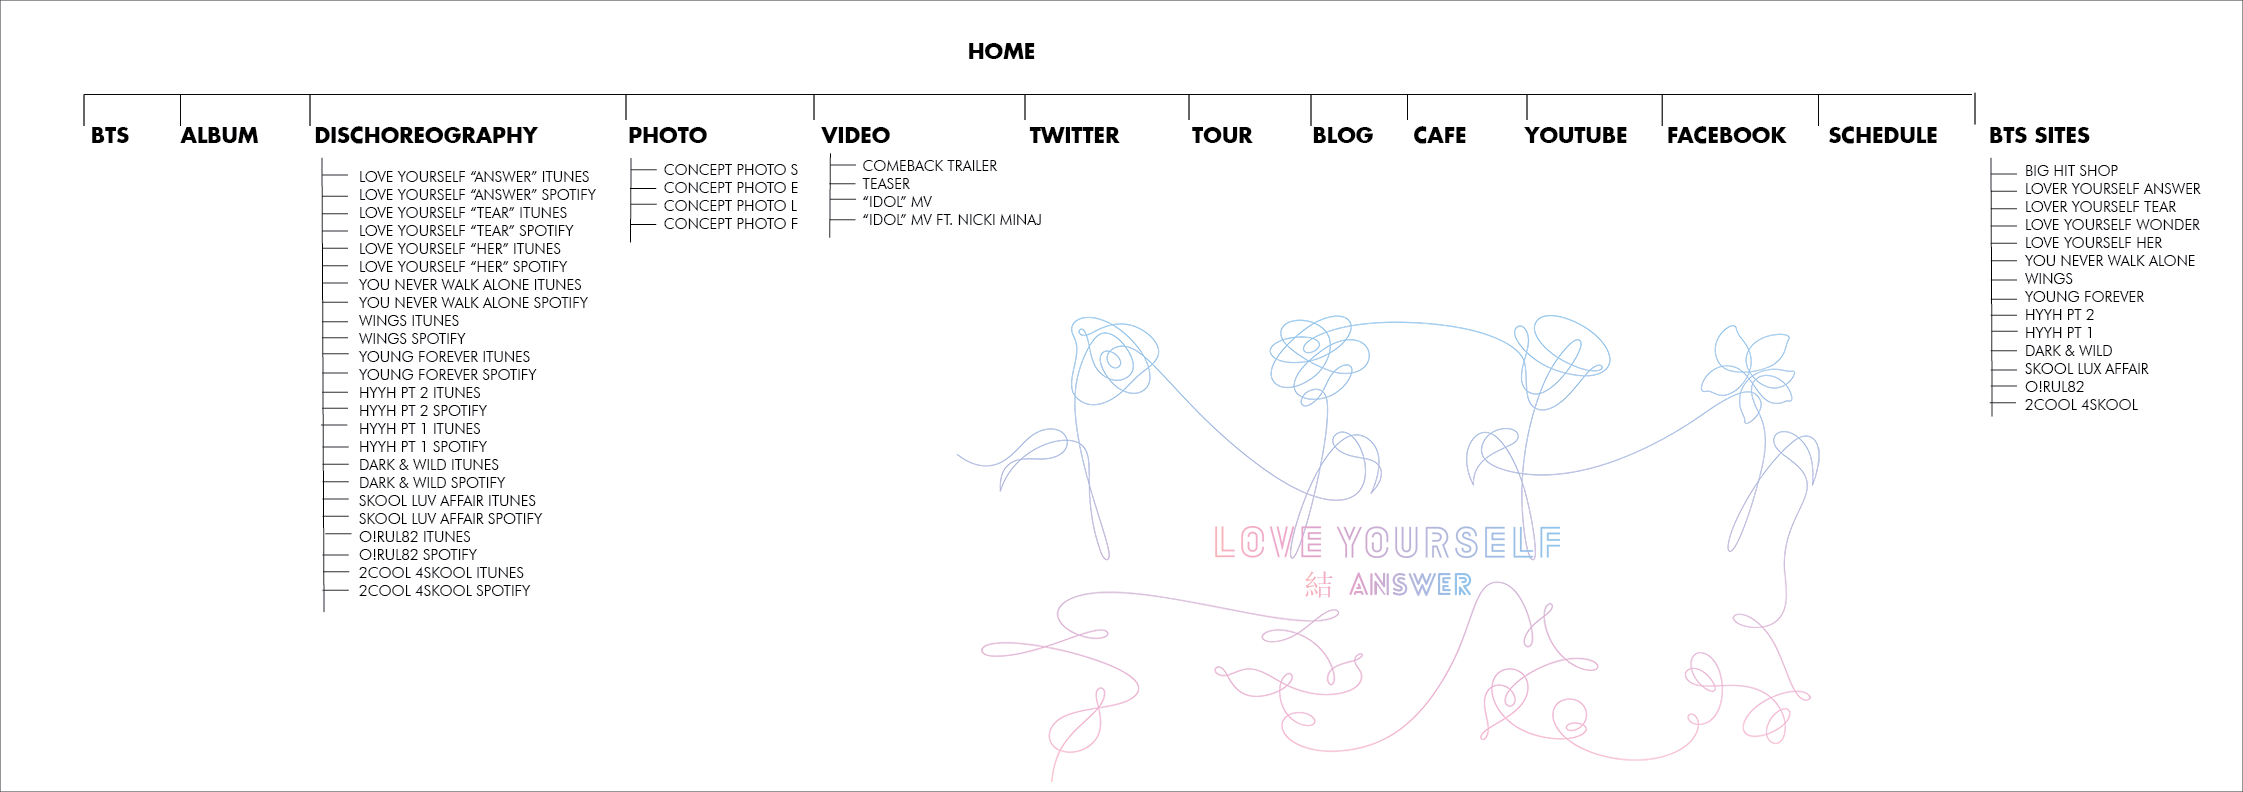 HOME
BTS
ALBUM
DISCHOREOGRAPHY
LOVE YOURSELF “ANSWER” ITUNES
LOVE YOURSELF “ANSWER” SPOTIFY
LOVE YOURSELF “TEAR” ITUNES
LOVE YOURSELF “TEAR” SPOTIFY
LOVE YOURSELF “HER” ITUNES
LOVE YOURSELF “HER” SPOTIFY
YOU NEVER WALK ALONE ITUNES
YOU NEVER WALK ALONE SPOTIFY
WINGS ITUNES
WINGS SPOTIFY
YOUNG FOREVER ITUNES
YOUNG FOREVER SPOTIFY
HYYH PT 2 ITUNES
HYYH PT 2 SPOTIFY
HYYH PT 1 ITUNES
HYYH PT 1 SPOTIFY
DARK & WILD ITUNES
DARK & WILD SPOTIFY
SKOOL LUV AFFAIR ITUNES
SKOOL LUV AFFAIR SPOTIFY
O!RUL82 ITUNES
O!RUL82 SPOTIFY
2COOL 4SKOOL ITUNES
2COOL 4SKOOL SPOTIFY
PHOTO
CONCEPT PHOTO S
CONCEPT PHOTO E
CONCEPT PHOTO L
CONCEPT PHOTO F
VIDEO
COMEBACK TRAILER
TEASER
“IDOL” MV
“IDOL” MV FT. NICKI MINAJ
TWITTER
TOUR
BLOG
CAFE
YOUTUBE
FACEBOOK
SCHEDULE
BTS SITES
BIG HIT SHOP
LOVER YOURSELF ANSWER
LOVER YOURSELF TEAR
LOVE YOURSELF WONDER
LOVE YOURSELF HER
YOU NEVER WALK ALONE
WINGS
YOUNG FOREVER
HYYH PT 2
HYYH PT 1
DARK & WILD
SKOOL LUX AFFAIR
O!RUL82
2COOL 4SKOOL
LOVE YOURSELF
結 ANSWER